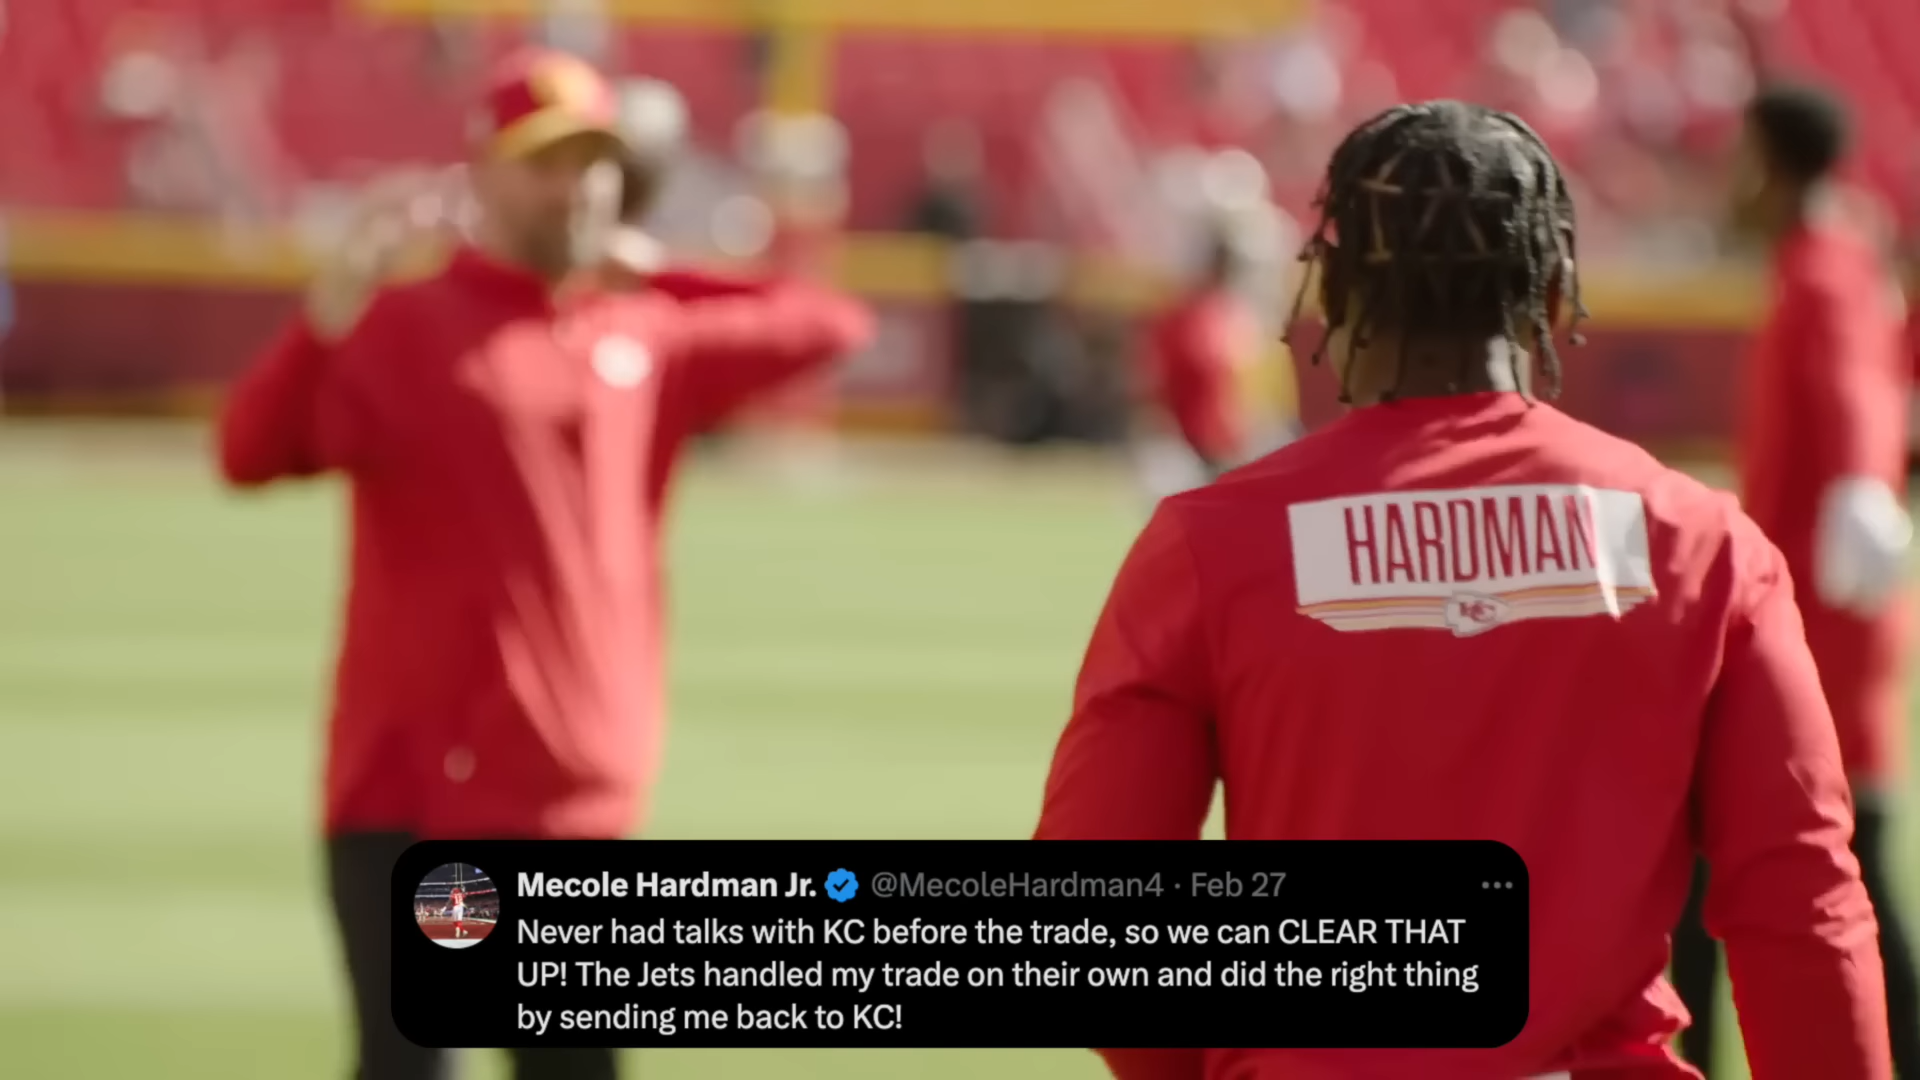 HARDMAN
KC
Mecole Hardman Jr. @MecoleHardman4 · Feb 27
Never had talks with KC before the trade, so we can CLEAR THAT
UP! The Jets handled my trade on their own and did the right thing
by sending me back to KC!